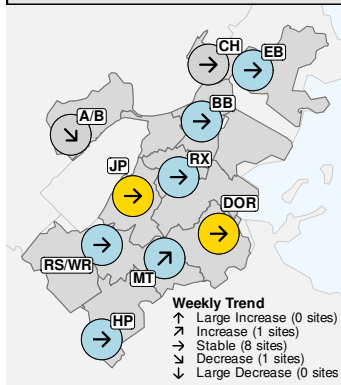 CH
EB
BB
A/B
RX
JP
DOR
RS/WR
MT
HP
Weekly Trend
↑ Large Increase (0 sites)
↗ Increase (1 sites)
→ Stable (8 sites)
↘ Decrease (1 sites)
↓ Large Decrease (0 sites